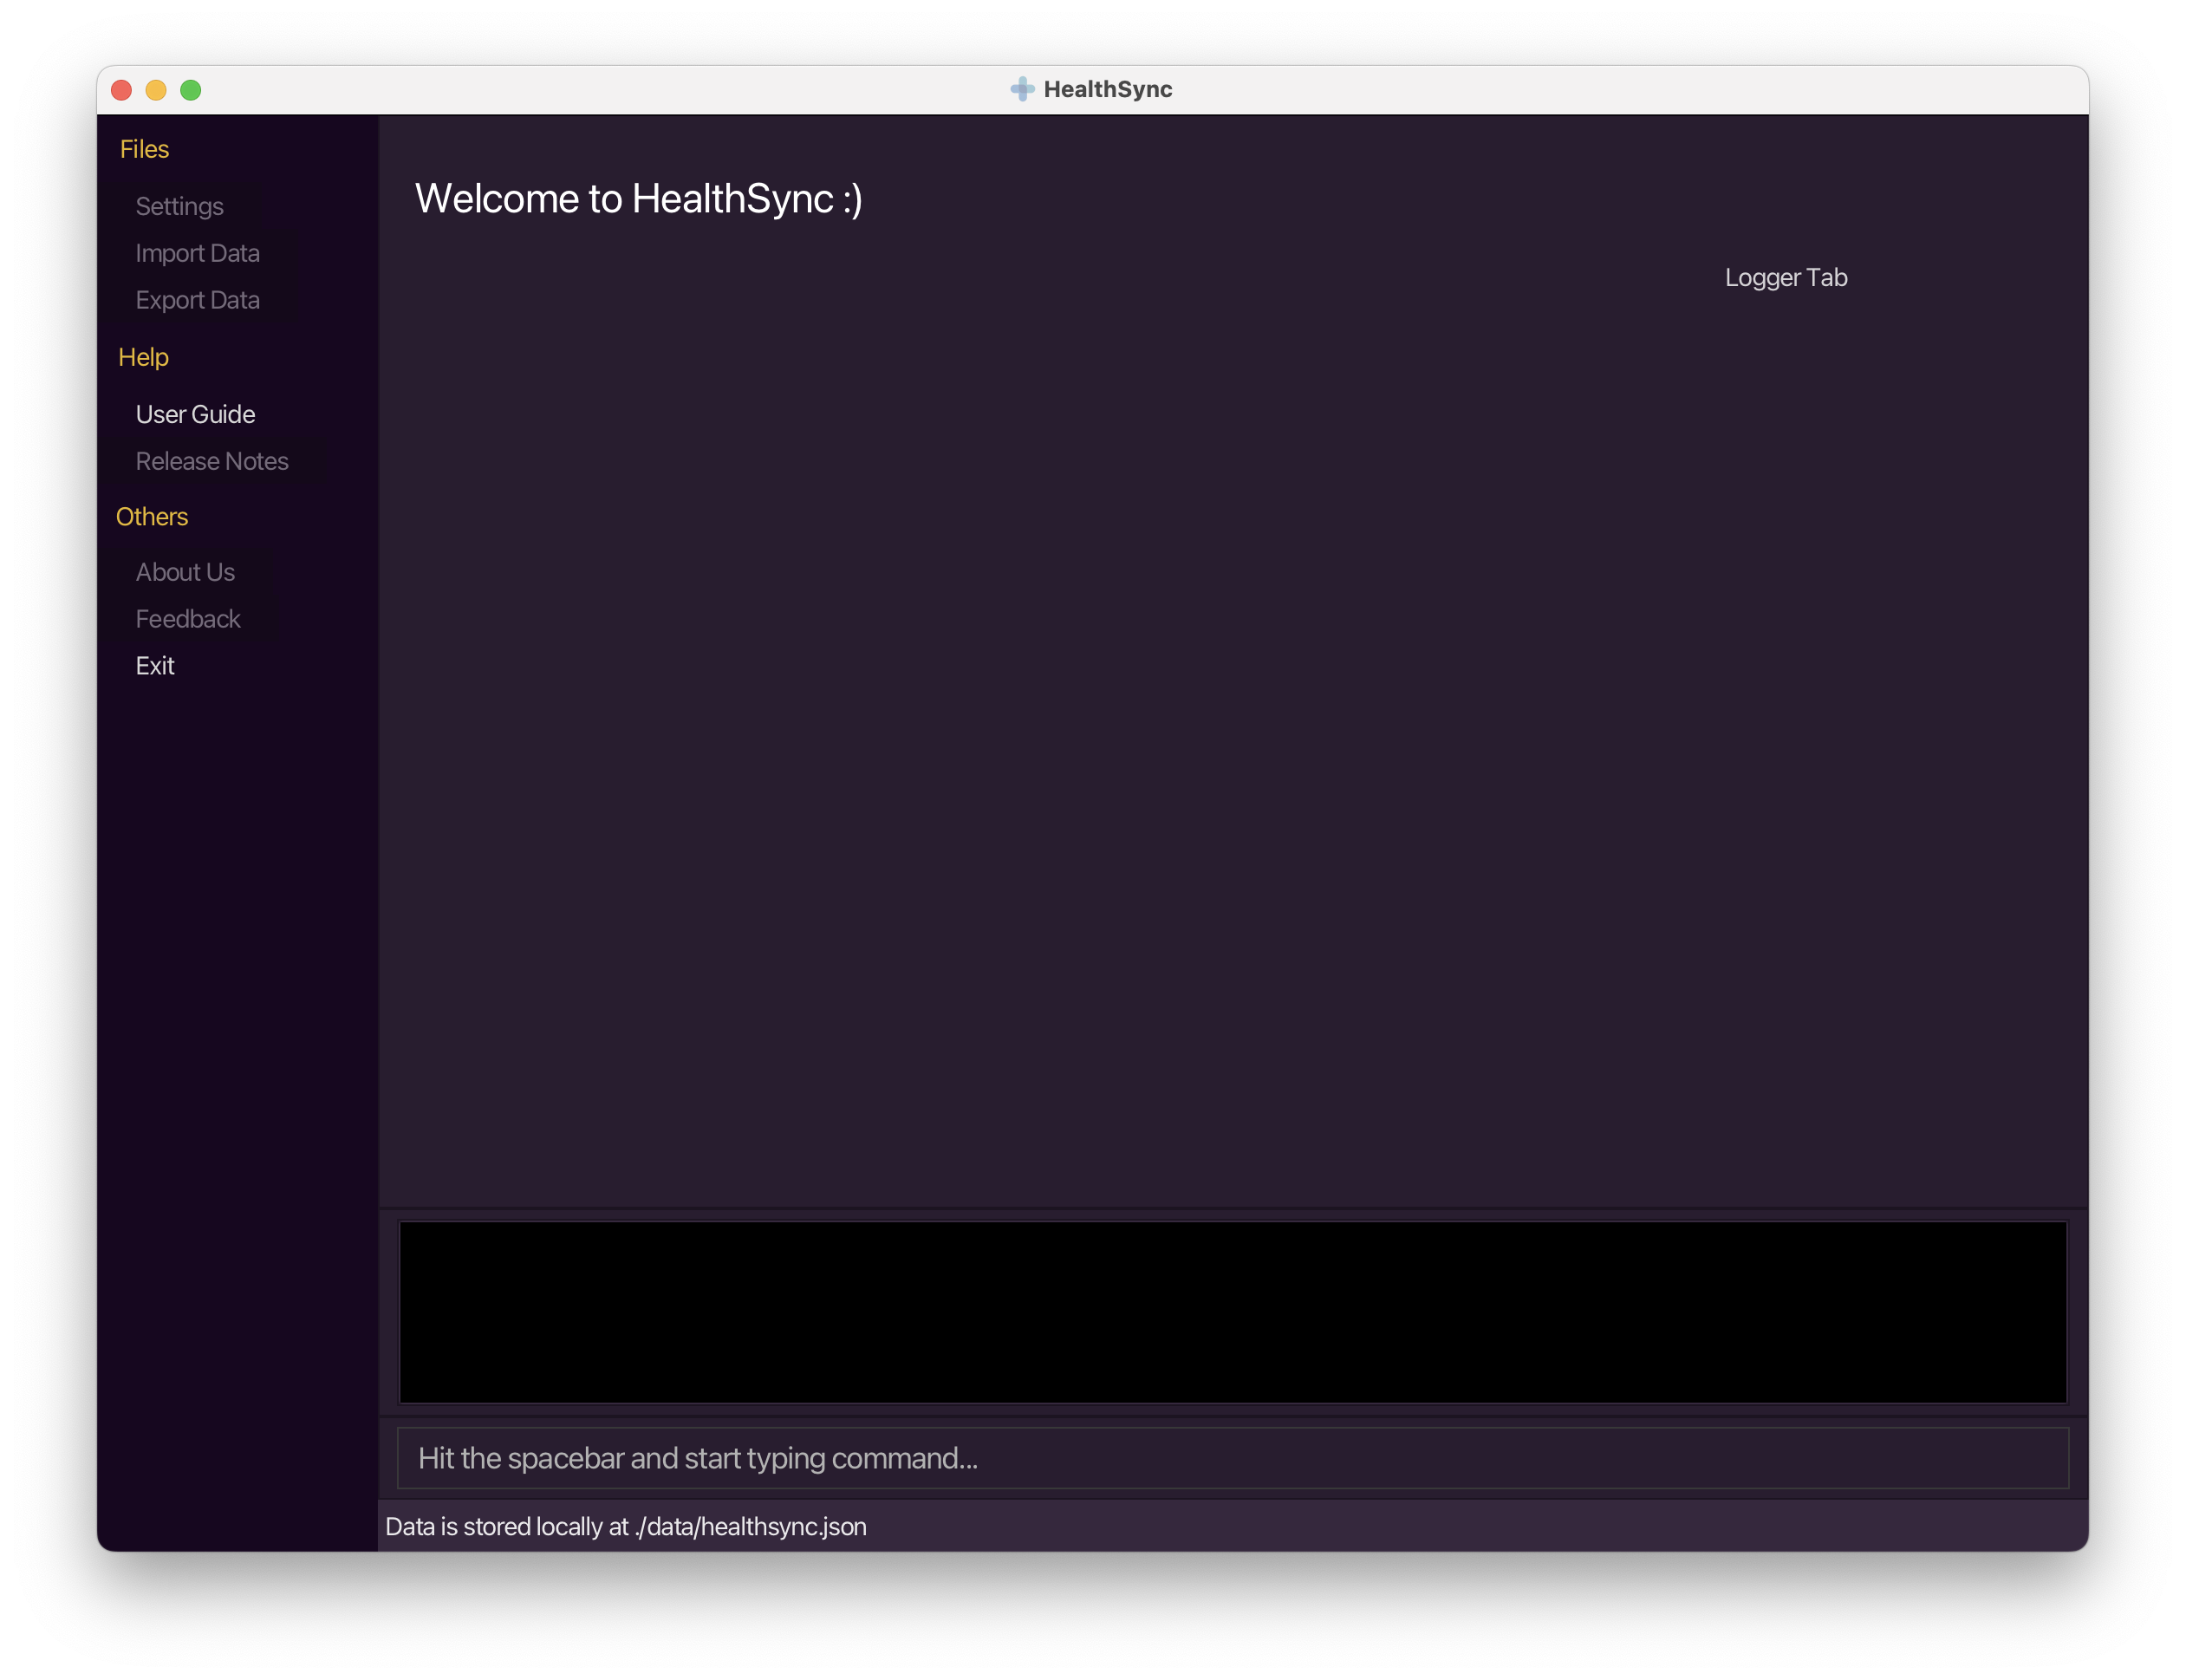 HealthSync
Files
Settings
Import Data
Export Data
Help
User Guide
Release Notes
Others
About Us
Feedback
Exit
Welcome to HealthSync :)
Logger Tab
Hit the spacebar and start typing command...
Data is stored locally at ./data/healthsync.json